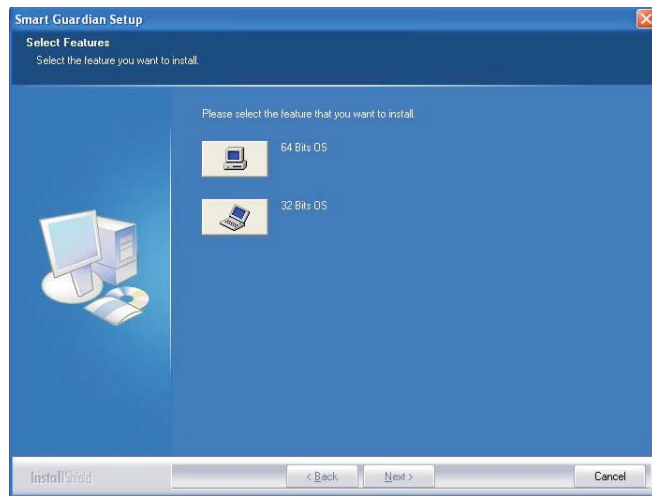 Smart Guardian Setup
Select Features
Select the feature you want to install.
Please select the feature that you want to install.
64 Bits OS
32 Bits OS
InstallShield
< Back
Next >
Cancel